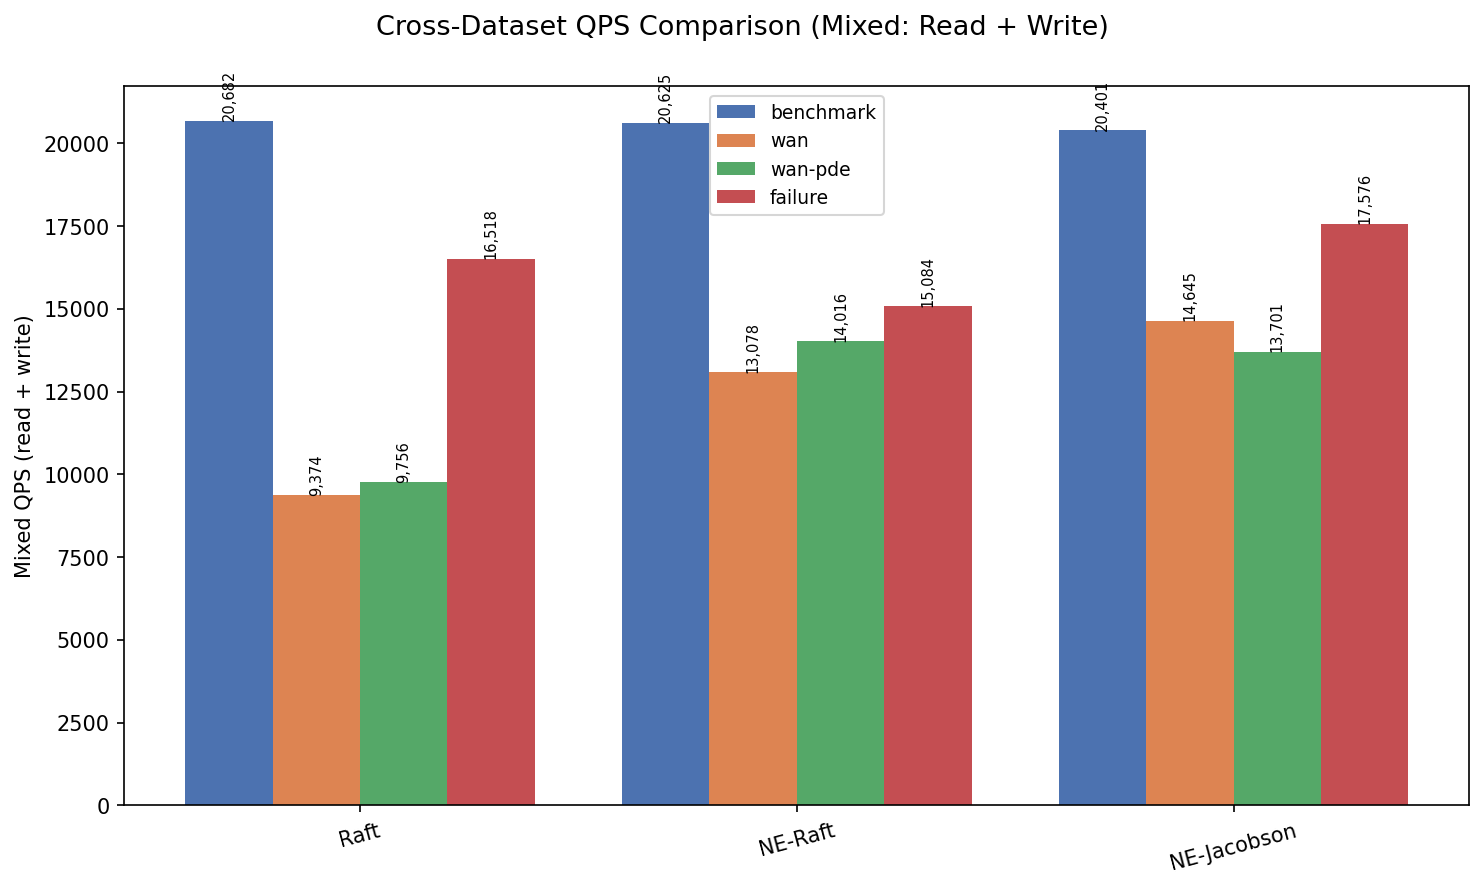 Cross-Dataset QPS Comparison (Mixed: Read + Write)
benchmark
wan
wan-pde
failure
Mixed QPS (read + write)
20000
17500
15000
12500
10000
7500
5000
2500
0
20,682
9,374
9,756
16,518
20,625
13,078
14,016
15,084
20,401
14,645
13,701
17,576
Raft
NE-Raft
NE-Jacobson